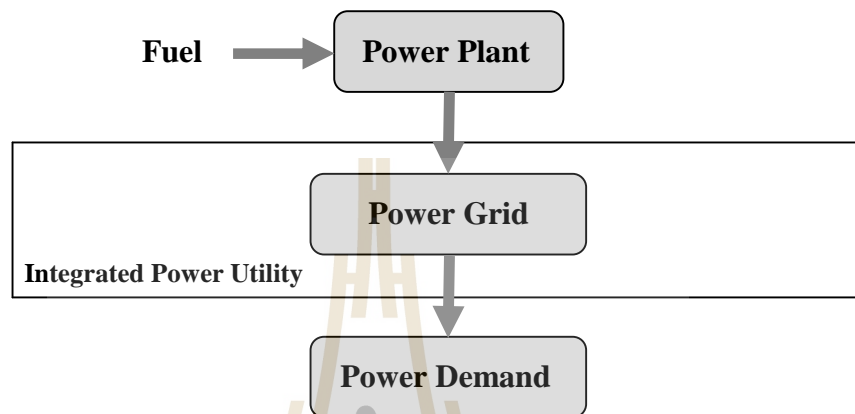 Fuel
Power Plant
Power Grid
Integrated Power Utility
Power Demand